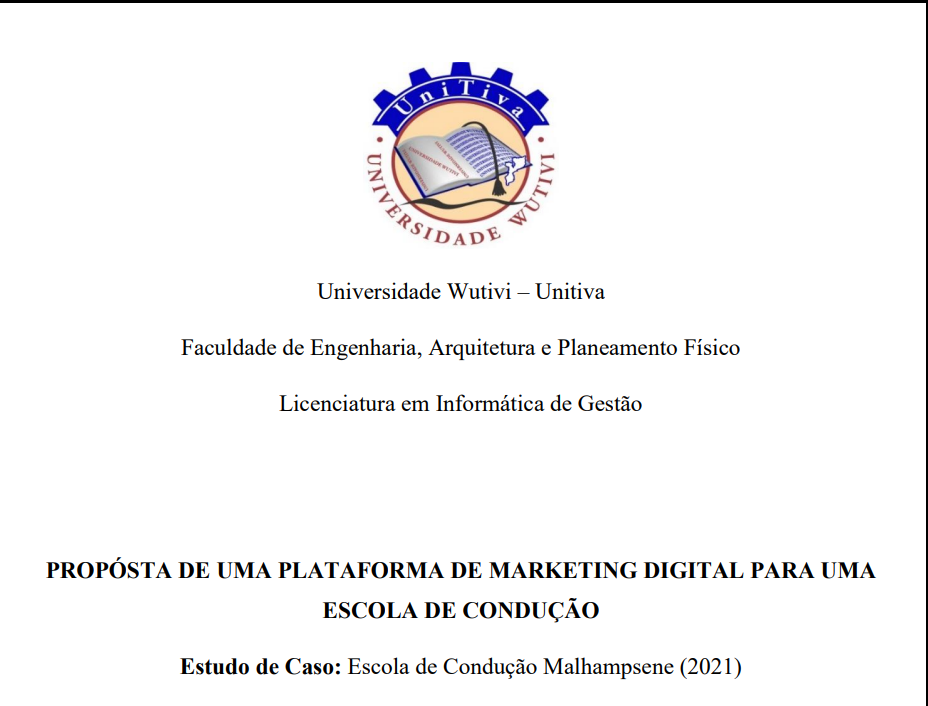 UniTiva
UNIVERSIDADE WUTIVI
Universidade Wutivi – Unitiva
Faculdade de Engenharia, Arquitetura e Planeamento Físico
Licenciatura em Informática de Gestão
PROPÓSTA DE UMA PLATAFORMA DE MARKETING DIGITAL PARA UMA
ESCOLA DE CONDUÇÃO
Estudo de Caso: Escola de Condução Malhampsene (2021)